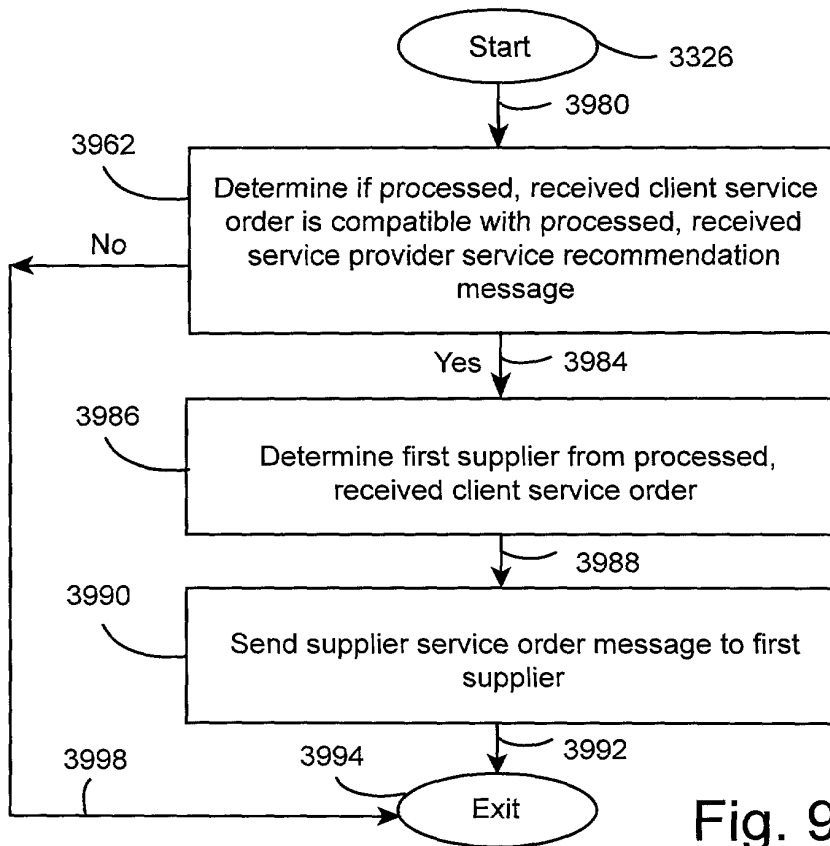 Start
3326
3980
3962
Determine if processed, received client service
order is compatible with processed, received
service provider service recommendation
message
No
Yes
3984
3986
Determine first supplier from processed,
received client service order
3988
3990
Send supplier service order message to first
supplier
3992
3998
3994
Exit
Fig. 9